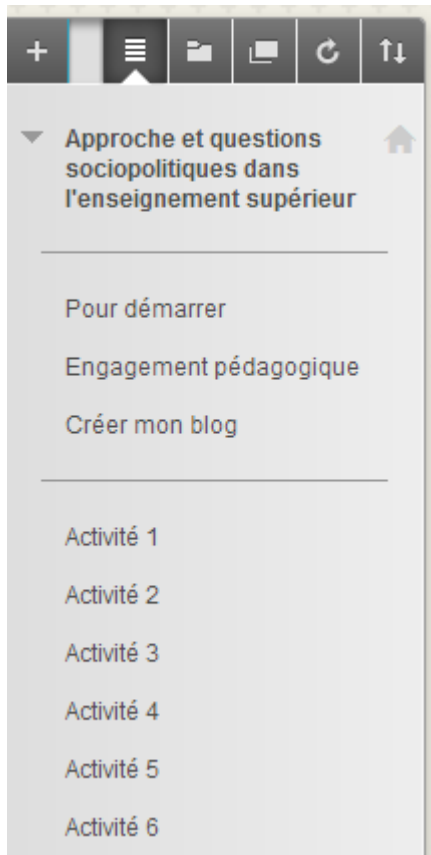 Approche et questions
sociopolitiques dans
l'enseignement supérieur
Pour démarrer
Engagement pédagogique
Créer mon blog
Activité 1
Activité 2
Activité 3
Activité 4
Activité 5
Activité 6